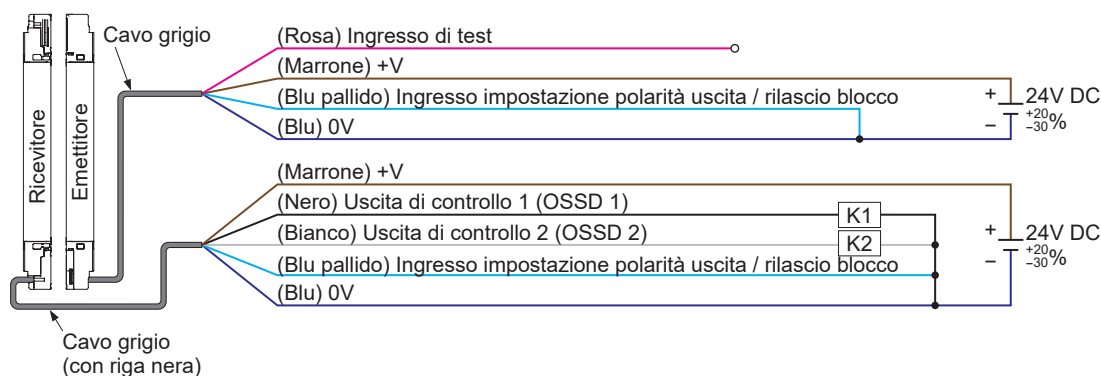 Cavo grigio
Ricevitore
Emettitore
(Rosa) Ingresso di test
(Marrone) +V
(Blu pallido) Ingresso impostazione polarità uscita / rilascio blocco
(Blu) 0V
+
−
24V DC
+20
−30 %
(Marrone) +V
(Nero) Uscita di controllo 1 (OSSD 1)
K1
(Bianco) Uscita di controllo 2 (OSSD 2)
K2
(Blu pallido) Ingresso impostazione polarità uscita / rilascio blocco
(Blu) 0V
+
−
24V DC
+20
−30 %
Cavo grigio
(con riga nera)